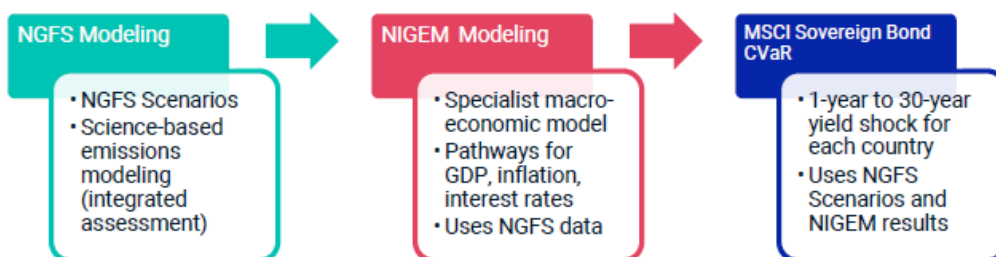 NGFS Modeling
• NGFS Scenarios
• Science-based
emissions
modeling
(integrated
assessment)
NIGEM Modeling
• Specialist macro-
economic model
• Pathways for
GDP, inflation,
interest rates
• Uses NGFS data
MSCI Sovereign Bond
CVaR
• 1-year to 30-year
yield shock for
each country
• Uses NGFS
Scenarios and
NIGEM results